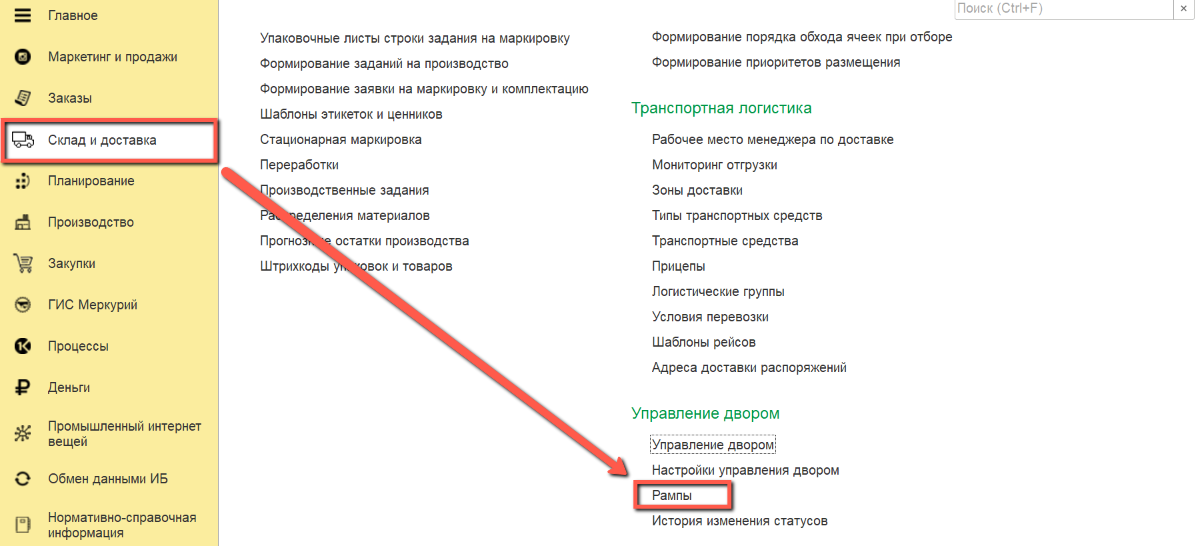 Главное
Маркетинг и продажи
Заказы
Склад и доставка
Планирование
Производство
Закупки
ГИС Меркурий
Процессы
Деньги
Промышленный интернет
вещей
Обмен данными ИБ
Нормативно-справочная
информация
Упаковочные листы строки задания на маркировку
Формирование заданий на производство
Формирование заявки на маркировку и комплектацию
Шаблоны этикеток и ценников
Стационарная маркировка
Переработки
Производственные задания
Распределения материалов
Прогнозные остатки производства
Штрихкоды упаковок и товаров
Поиск (Ctrl+F)
×
Формирование порядка обхода ячеек при отборе
Формирование приоритетов размещения
Транспортная логистика
Рабочее место менеджера по доставке
Мониторинг отгрузки
Зоны доставки
Типы транспортных средств
Транспортные средства
Прицепы
Логистические группы
Условия перевозки
Шаблоны рейсов
Адреса доставки распоряжений
Управление двором
Управление двором
Настройки управления двором
Рампы
История изменения статусов